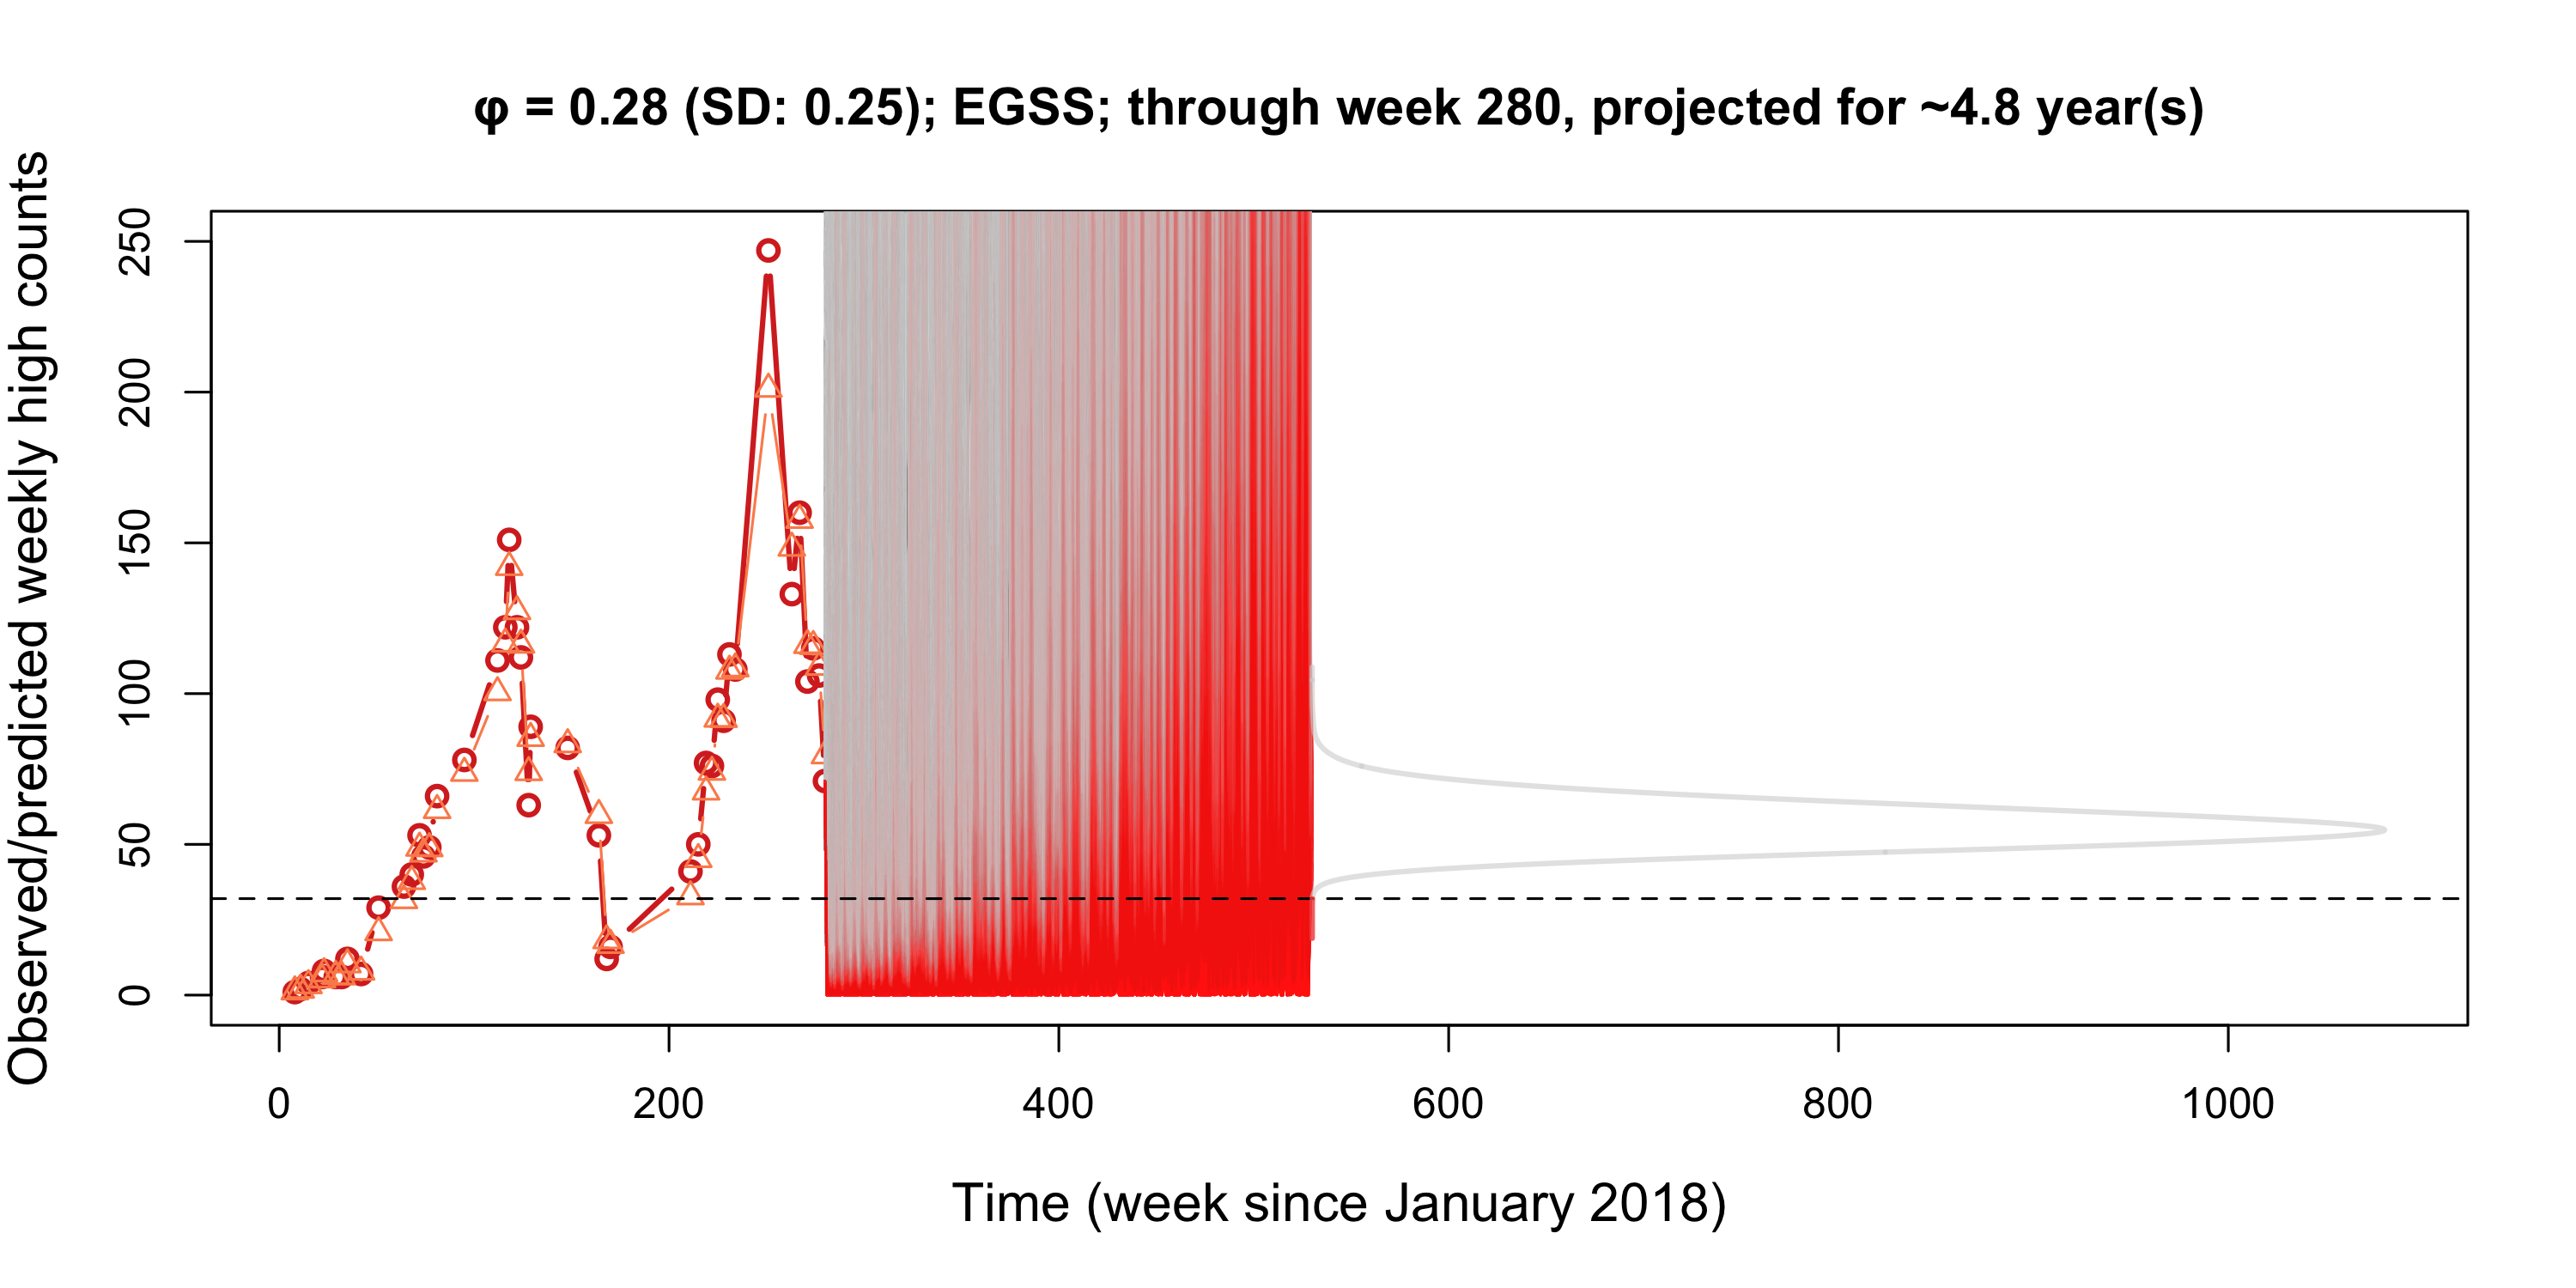 φ = 0.28 (SD: 0.25); EGSS; through week 280, projected for ~4.8 year(s)
Observed/predicted weekly high counts
250
200
150
100
50
0
0 200 400 600 800 1000
Time (week since January 2018)